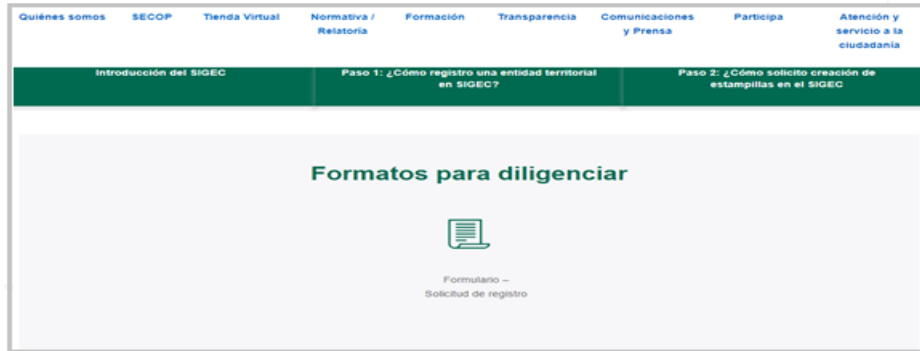 Quiénes somos SECOP Tienda Virtual Normativa / Formación Transparencia Comunicaciones Participa Atención y
Relatoría y Prensa servicio a la
ciudadanía
Introducción del SIGEC Paso 1: ¿Cómo registro una entidad territorial Paso 2: ¿Cómo solicito creación de
en SIGEC? estampillas en el SIGEC
Formatos para diligenciar
Formulario –
Solicitud de registro